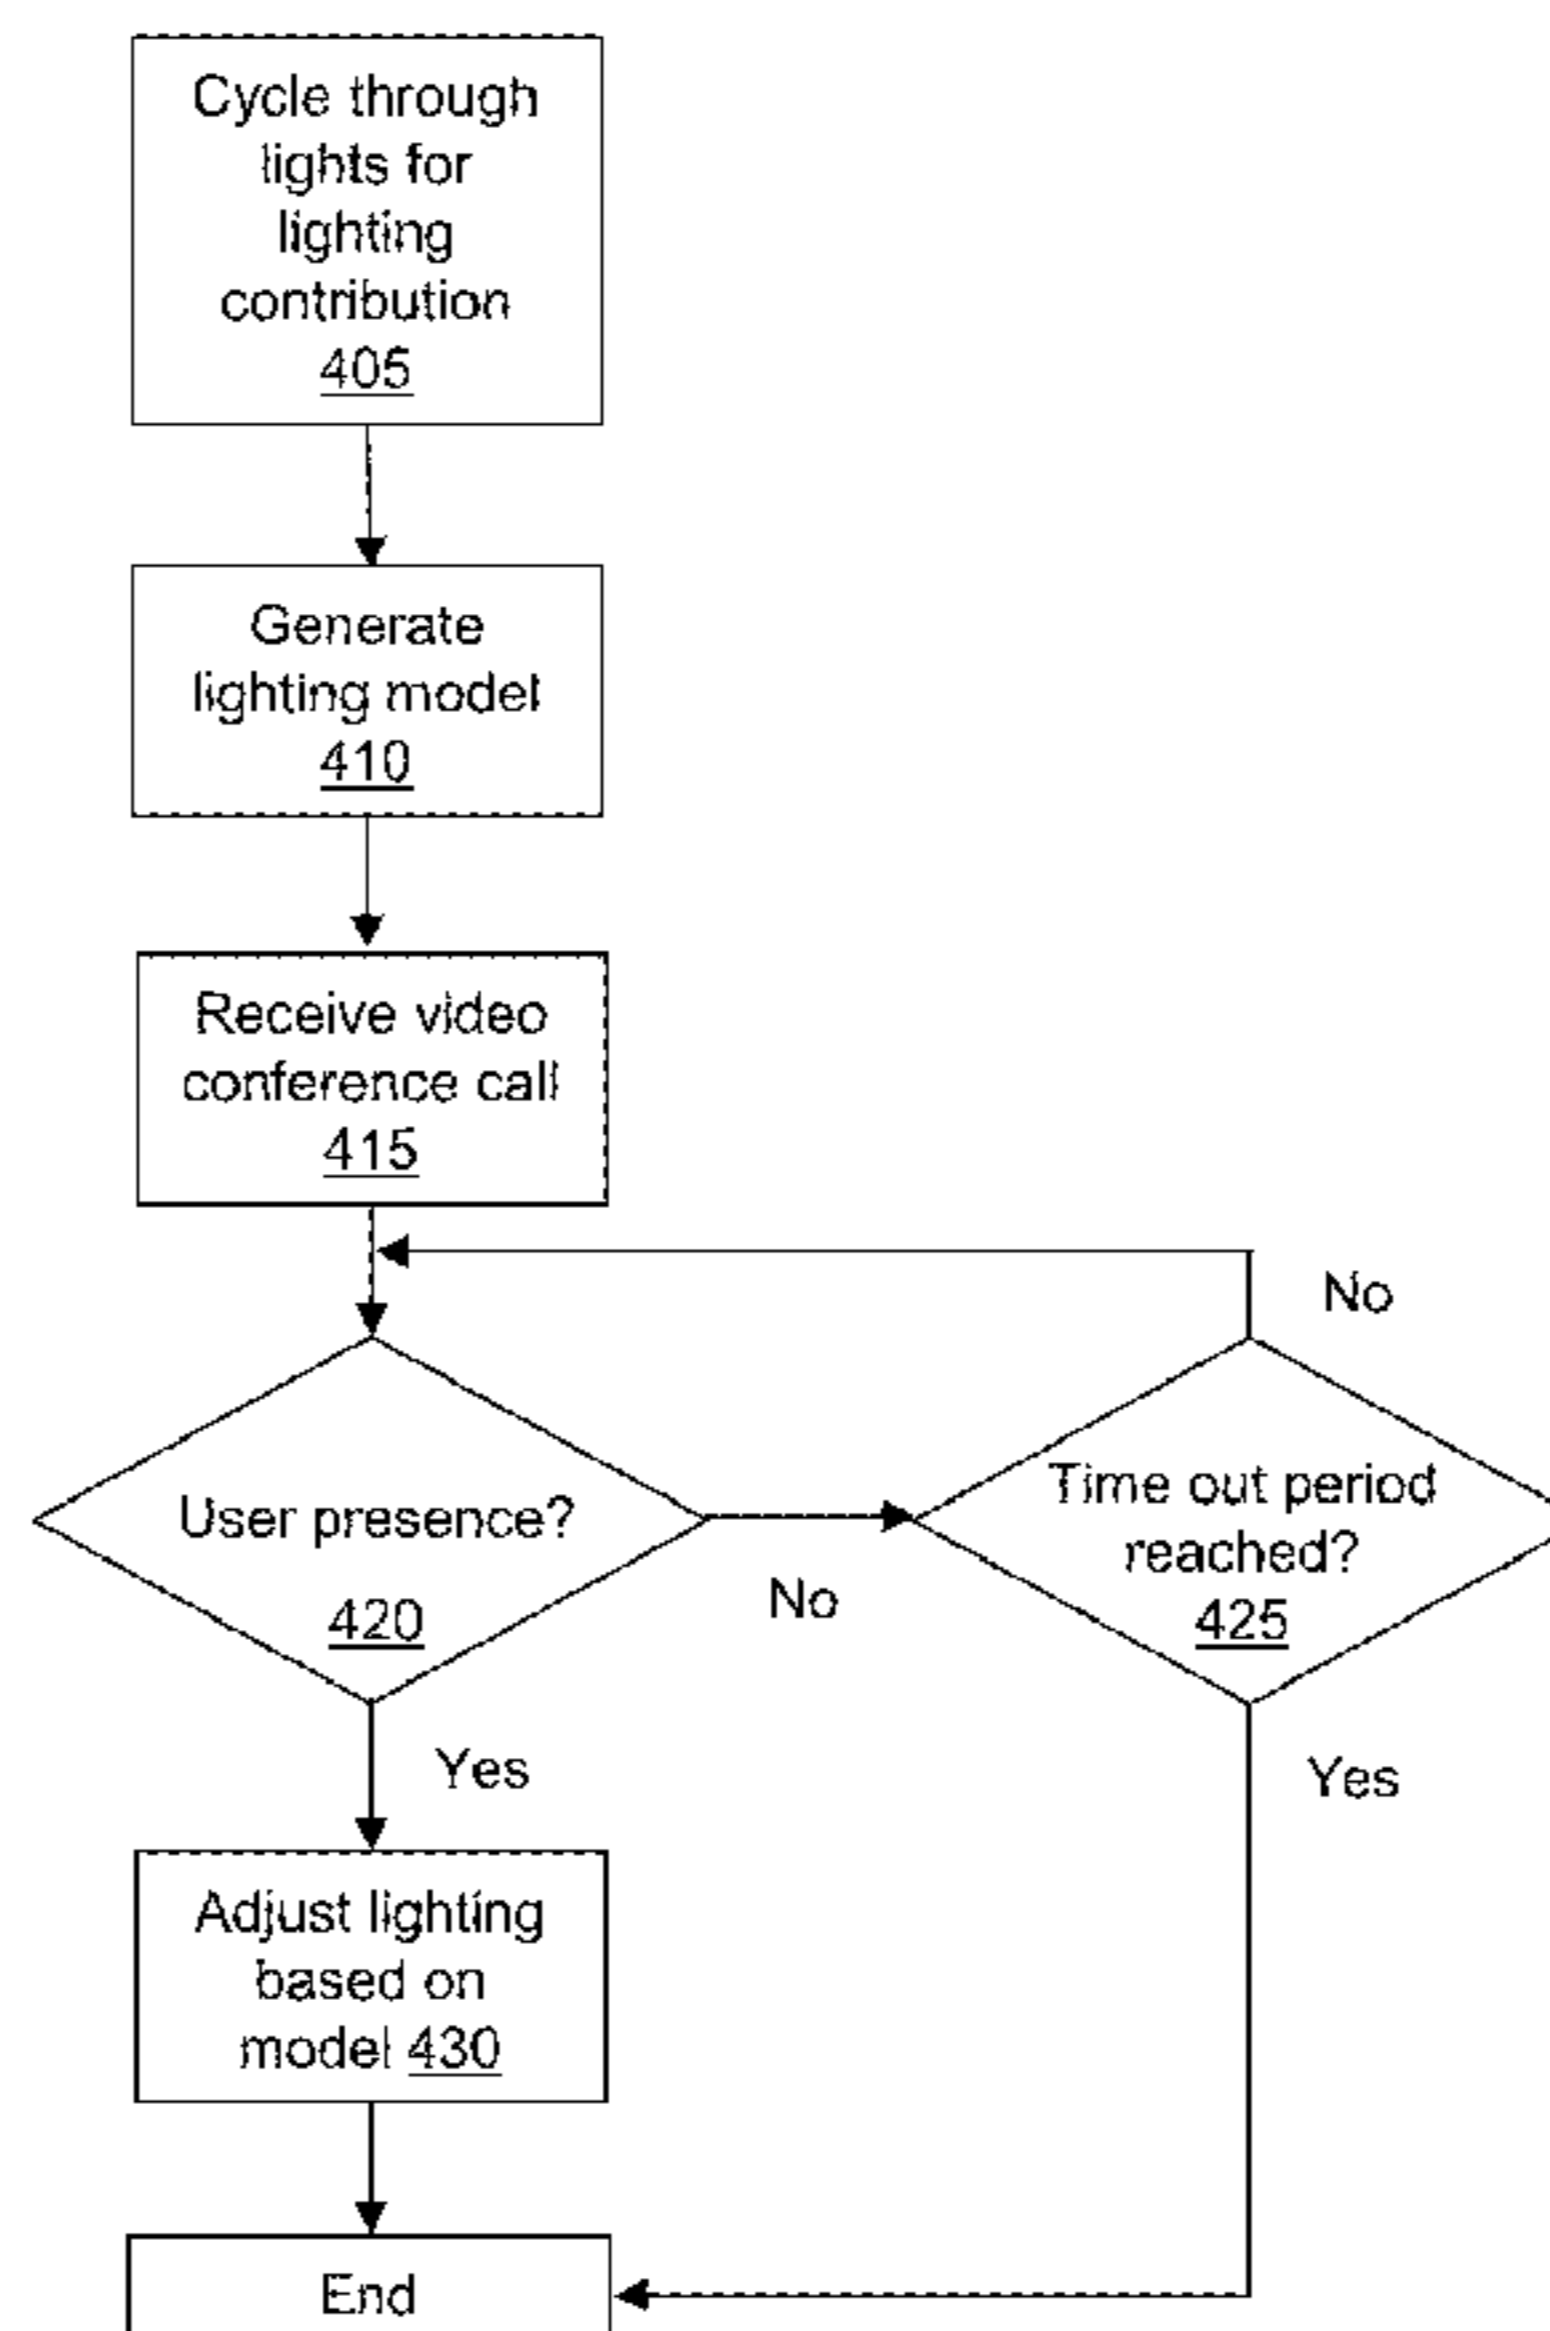 Cycle through
lights for
lighting
contribution
405
Generate
lighting model
410
Receive video
conference call
415
No
User presence?
420
No
Time out period
reached?
425
Yes
Yes
Adjust lighting
based on
model 430
End